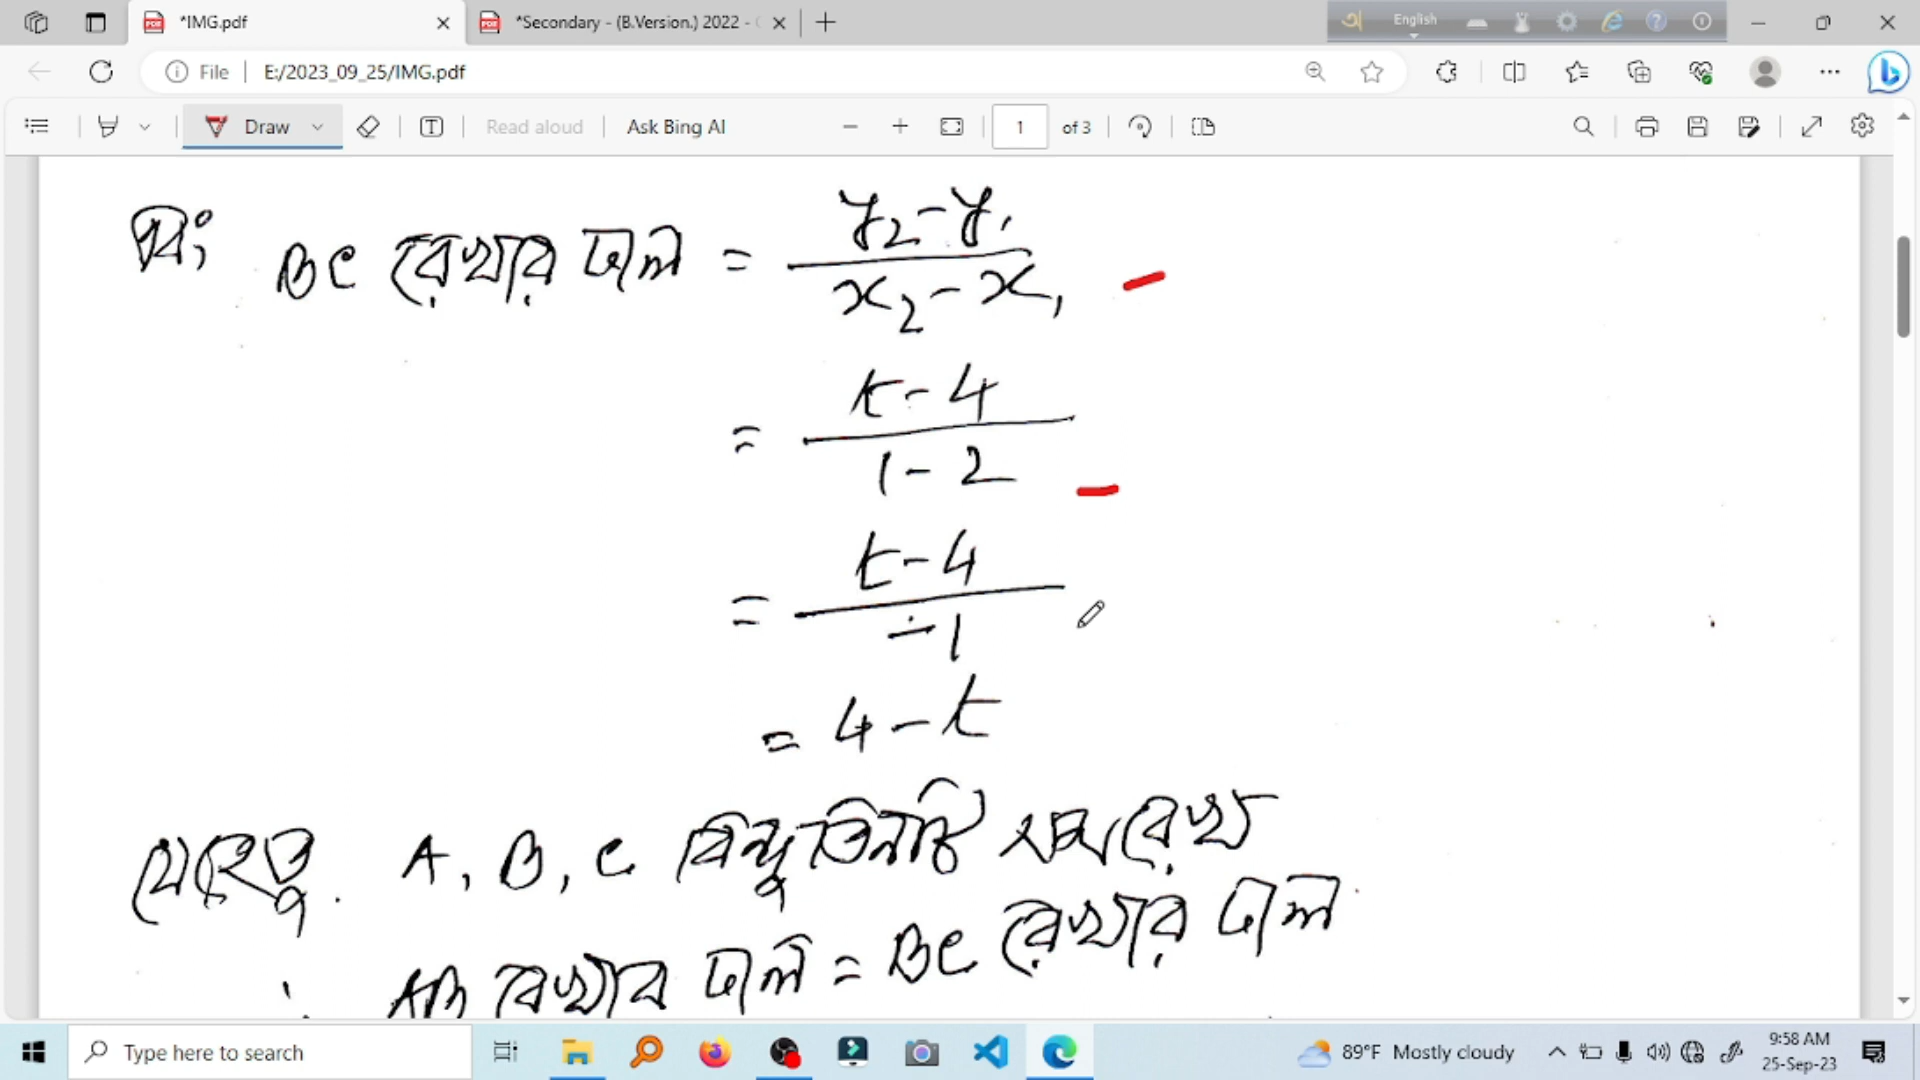 *IMG.pdf
*Secondary - (B.Version.) 2022 -
English
File
E:/2023_09_25/IMG.pdf
Draw
Read aloud
Ask Bing AI
1
of 3
BC রেখার ঢাল = y₂-y₁ / x₂-x₁
= t-4 / 1-2
= t-4 / -1
= 4-t
যেহেতু A, B, C বিন্দু তিনটি সমরেখ
∴ AB রেখার ঢাল = BC রেখার ঢাল
Type here to search
89°F Mostly cloudy
9:58 AM
25-Sep-23